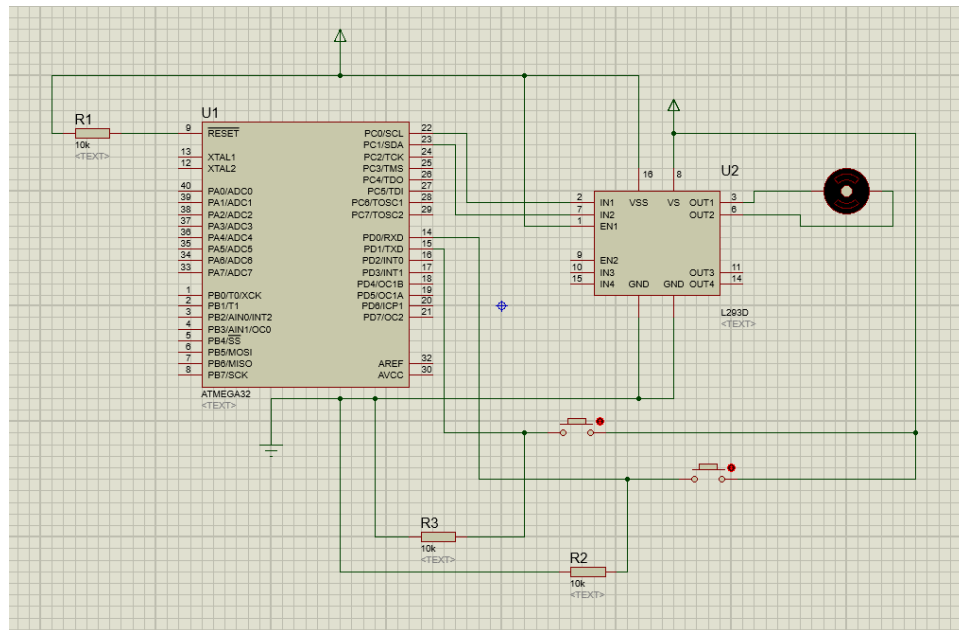 R1
10k
<TEXT>
U1
9 RESET
13 XTAL1
12 XTAL2
40 PA0/ADC0
39 PA1/ADC1
38 PA2/ADC2
37 PA3/ADC3
36 PA4/ADC4
35 PA5/ADC5
34 PA6/ADC6
33 PA7/ADC7
1 PB0/T0/XCK
2 PB1/T1
3 PB2/AIN0/INT2
4 PB3/AIN1/OC0
5 PB4/SS
6 PB5/MOSI
7 PB6/MISO
8 PB7/SCK
PC0/SCL 22
PC1/SDA 23
PC2/TCK 24
PC3/TMS 25
PC4/TDO 26
PC5/TDI 27
PC6/TOSC1 28
PC7/TOSC2 29
PD0/RXD 14
PD1/TXD 15
PD2/INT0 16
PD3/INT1 17
PD4/OC1B 18
PD5/OC1A 19
PD6/ICP1 20
PD7/OC2 21
AREF 32
AVCC 30
ATMEGA32
<TEXT>
U2
16 8
2 IN1 VSS VS OUT1 3
7 IN2 OUT2 6
1 EN1
9 EN2
10 IN3 OUT3 11
15 IN4 GND GND OUT4 14
L293D
<TEXT>
R3
10k
<TEXT>
R2
10k
<TEXT>